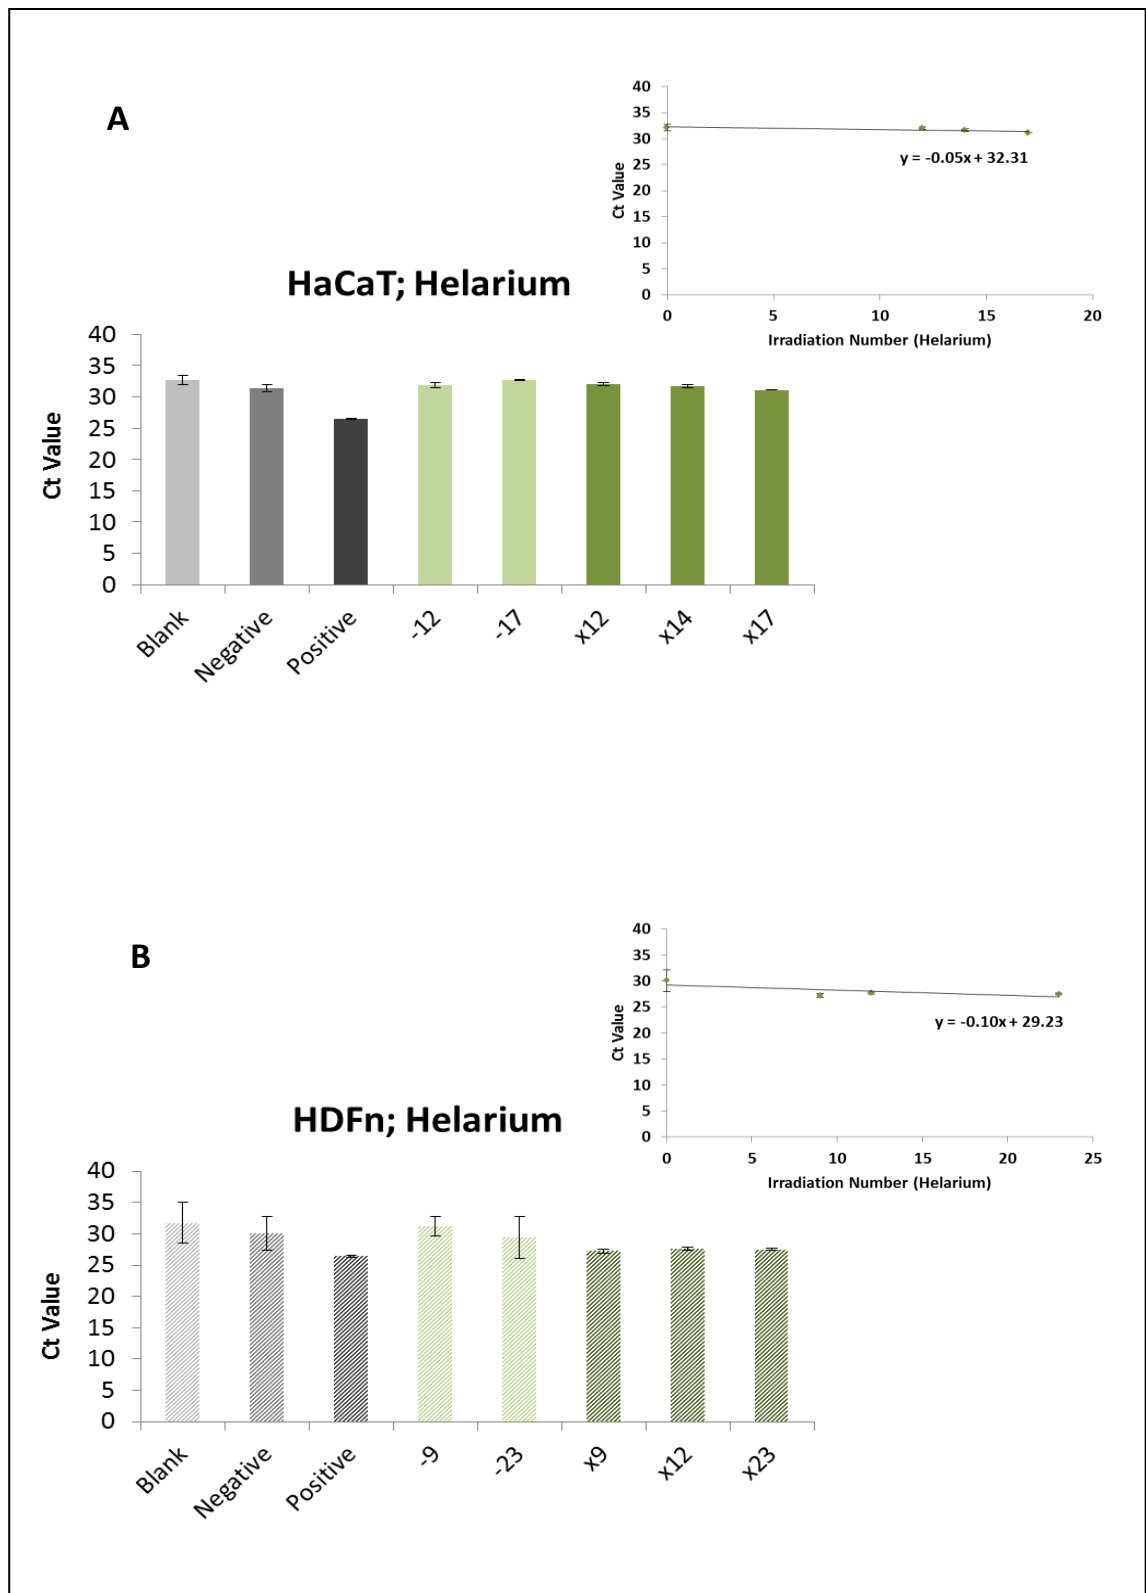 A
40
35
30
25
20
15
10
5
0
Ct Value
y = -0.05x + 32.31
0 5 10 15 20
Irradiation Number (Helarium)
HaCaT; Helarium
40
35
30
25
20
15
10
5
0
Ct Value
Blank Negative Positive -12 -17 x12 x14 x17
B
40
35
30
25
20
15
10
5
0
Ct Value
y = -0.10x + 29.23
0 5 10 15 20 25
Irradiation Number (Helarium)
HDFn; Helarium
40
35
30
25
20
15
10
5
0
Ct Value
Blank Negative Positive -9 -23 x9 x12 x23